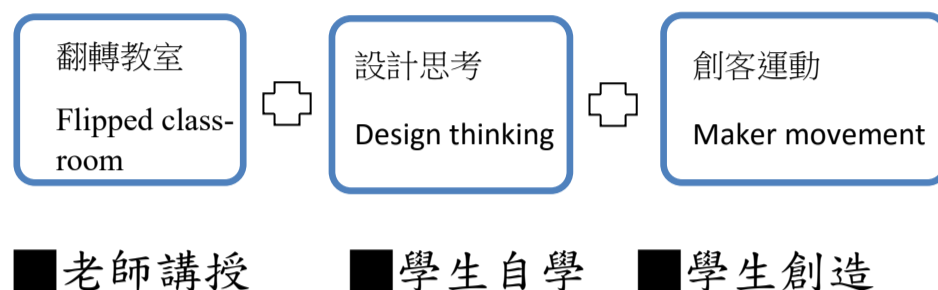 翻轉教室
Flipped class-
room
設計思考
Design thinking
創客運動
Maker movement
■老師講授 ■學生自學 ■學生創造